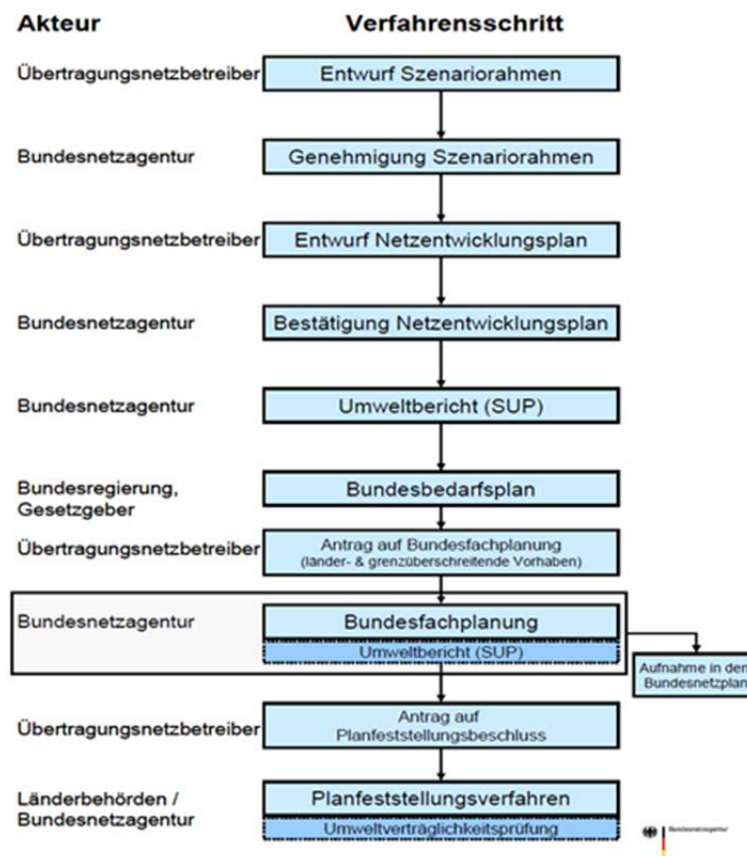 Akteur Verfahrensschritt
Übertragungsnetzbetreiber Entwurf Szenariorahmen
Bundesnetzagentur Genehmigung Szenariorahmen
Übertragungsnetzbetreiber Entwurf Netzentwicklungsplan
Bundesnetzagentur Bestätigung Netzentwicklungsplan
Bundesnetzagentur Umweltbericht (SUP)
Bundesregierung, Bundesbedarfsplan
Gesetzgeber
Übertragungsnetzbetreiber Antrag auf Bundesfachplanung
(länder- & grenzüberschreitende Vorhaben)
Bundesnetzagentur Bundesfachplanung
Umweltbericht (SUP)
Aufnahme in den
Bundesnetzplan
Übertragungsnetzbetreiber Antrag auf
Planfeststellungsbeschluss
Länderbehörden / Planfeststellungsverfahren
Bundesnetzagentur Umweltverträglichkeitsprüfung
Bundesnetzagentur